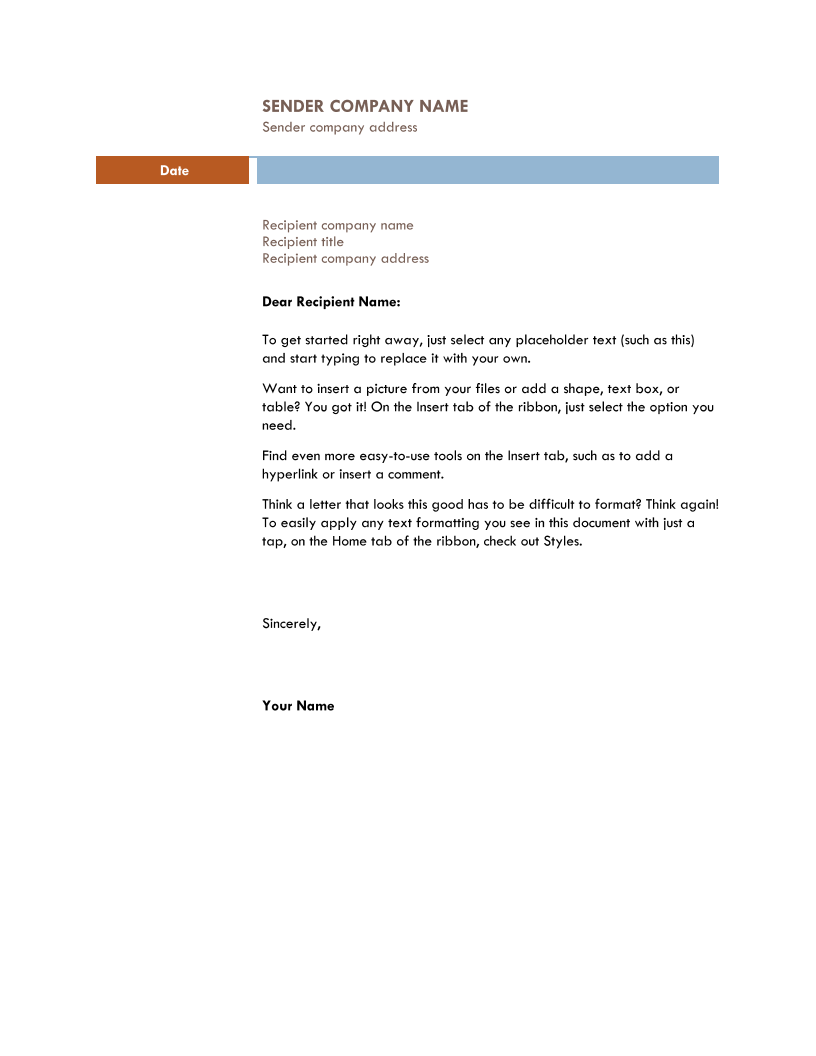 SENDER COMPANY NAME
Sender company address
Date
Recipient company name
Recipient title
Recipient company address
Dear Recipient Name:
To get started right away, just select any placeholder text (such as this)
and start typing to replace it with your own.
Want to insert a picture from your files or add a shape, text box, or
table? You got it! On the Insert tab of the ribbon, just select the option you
need.
Find even more easy-to-use tools on the Insert tab, such as to add a
hyperlink or insert a comment.
Think a letter that looks this good has to be difficult to format? Think again!
To easily apply any text formatting you see in this document with just a
tap, on the Home tab of the ribbon, check out Styles.
Sincerely,
Your Name